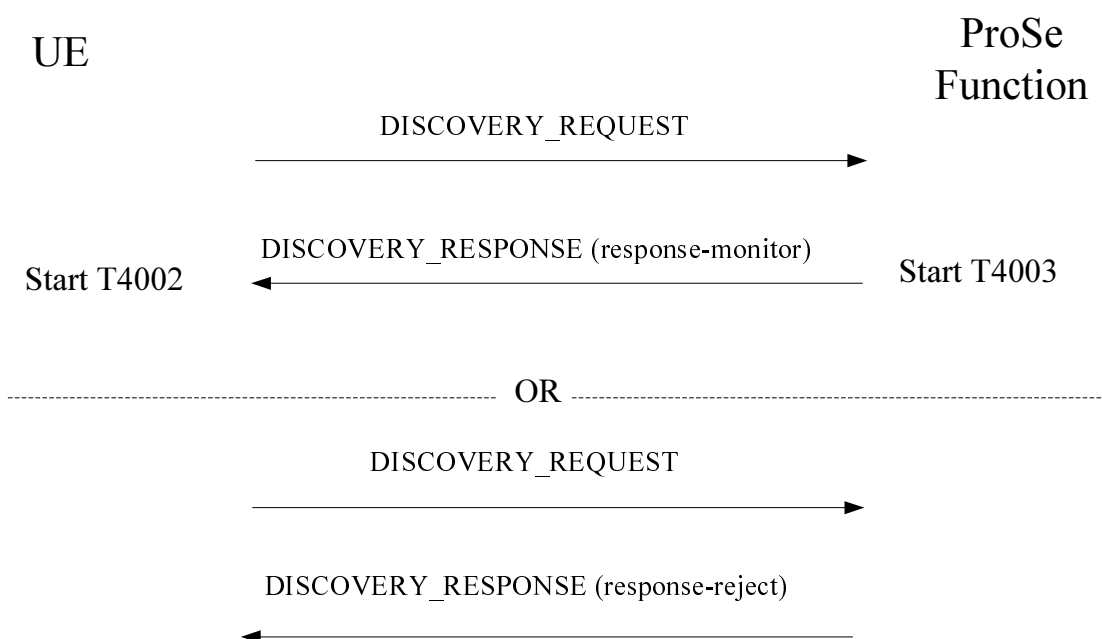 UE
ProSe
Function
DISCOVERY_REQUEST
DISCOVERY_RESPONSE (response-monitor)
Start T4002
Start T4003
OR
DISCOVERY_REQUEST
DISCOVERY_RESPONSE (response-reject)